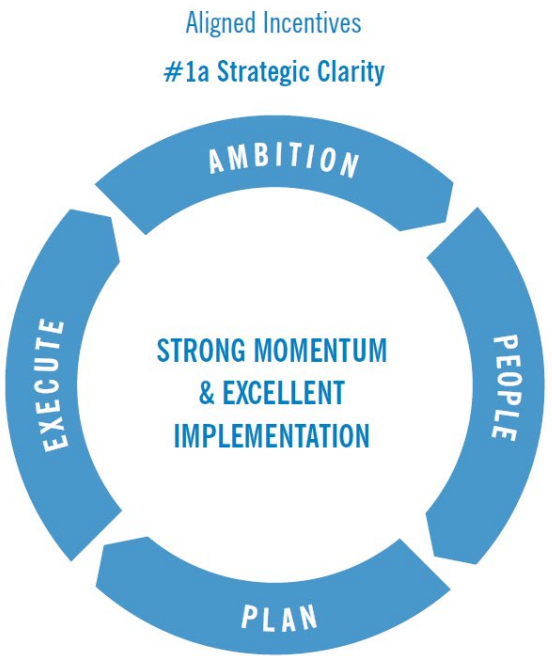 Aligned Incentives
#1a Strategic Clarity
AMBITION
PEOPLE
PLAN
EXECUTE
STRONG MOMENTUM
& EXCELLENT
IMPLEMENTATION